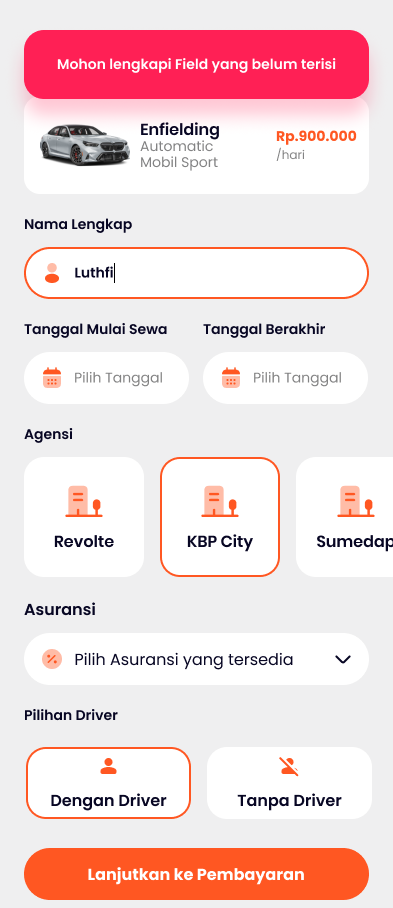 Mohon lengkapi Field yang belum terisi
Enfielding
Automatic
Mobil Sport
Rp.900.000
/hari
Nama Lengkap
Luthfi
Tanggal Mulai Sewa
Tanggal Berakhir
Pilih Tanggal
Pilih Tanggal
Agensi
Revolte
KBP City
Sumedap
Asuransi
Pilih Asuransi yang tersedia
Pilihan Driver
Dengan Driver
Tanpa Driver
Lanjutkan ke Pembayaran